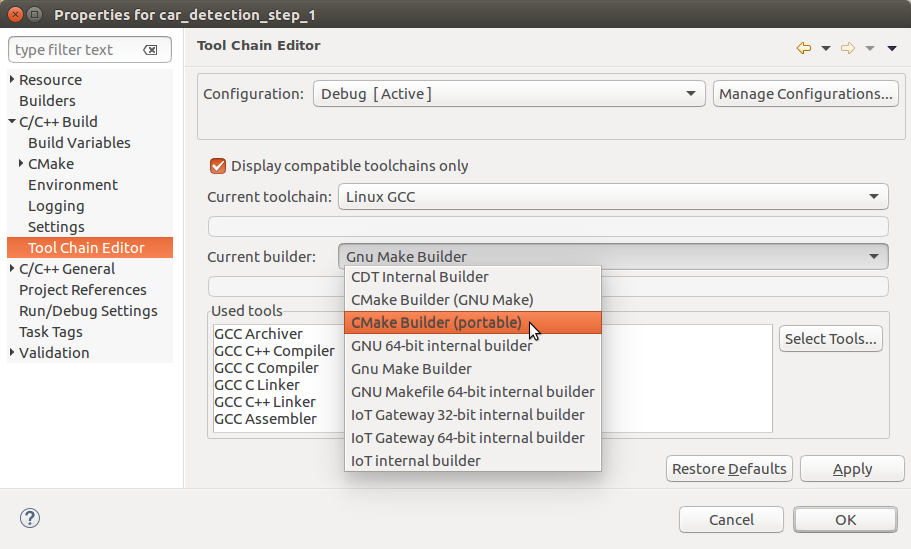 Properties for car_detection_step_1
type filter text
Resource
Builders
C/C++ Build
Build Variables
CMake
Environment
Logging
Settings
Tool Chain Editor
C/C++ General
Project References
Run/Debug Settings
Task Tags
Validation
Tool Chain Editor
Configuration: Debug [ Active ] Manage Configurations...
Display compatible toolchains only
Current toolchain: Linux GCC
Current builder: Gnu Make Builder
CDT Internal Builder
CMake Builder (GNU Make)
CMake Builder (portable)
GNU 64-bit internal builder
Gnu Make Builder
GNU Makefile 64-bit internal builder
IoT Gateway 32-bit internal builder
IoT Gateway 64-bit internal builder
IoT internal builder
Used tools
GCC Archiver
GCC C++ Compiler
GCC C Compiler
GCC C Linker
GCC C++ Linker
GCC Assembler
Select Tools...
Restore Defaults Apply
Cancel OK